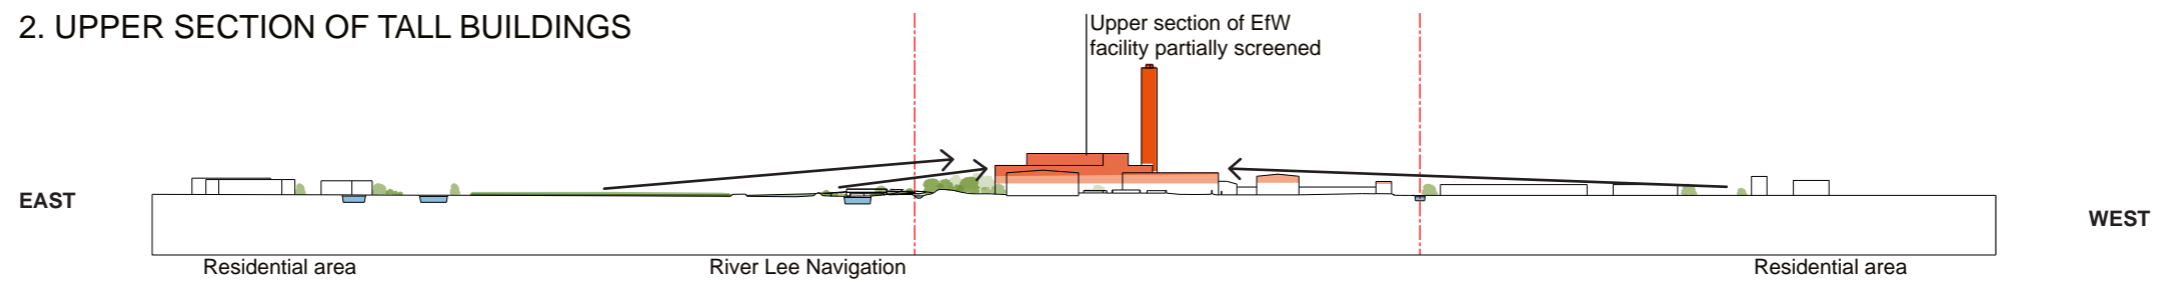 2. UPPER SECTION OF TALL BUILDINGS
Upper section of EfW
facility partially screened
EAST
WEST
Residential area
River Lee Navigation
Residential area